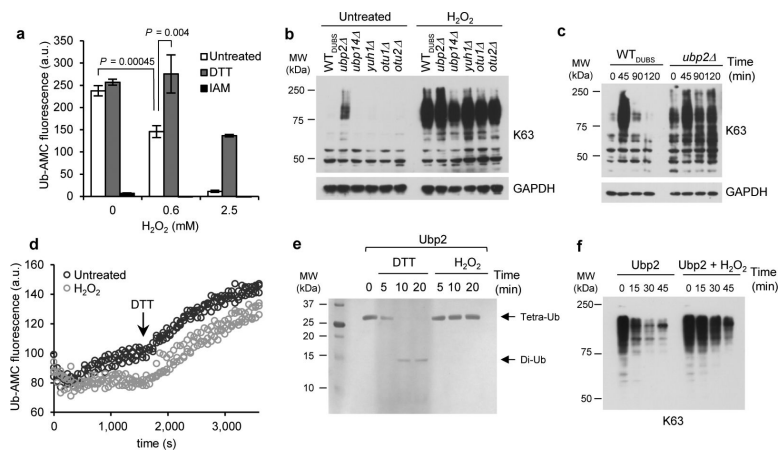 a
P = 0.004
P = 0.00045
Untreated
DTT
IAM
Ub-AMC fluorescence (a.u.)
350
300
250
200
150
100
50
0
0 0.6 2.5
H2O2 (mM)
b
Untreated H2O2
MW (kDa)
WT DUBS ubp2Δ ubp14Δ yuh1Δ otu1Δ otu2Δ WT DUBS ubp2Δ ubp14Δ yuh1Δ otu1Δ otu2Δ
250
75
50
K63
GAPDH
c
WT DUBS ubp2Δ Time (min)
MW (kDa)
0 45 90 120 0 45 90 120
250
75
50
K63
GAPDH
d
Untreated
H2O2
DTT
Ub-AMC fluorescence (a.u.)
160
140
120
100
80
60
0 1,000 2,000 3,000
time (s)
e
Ubp2
DTT H2O2 Time (min)
MW (kDa)
0 5 10 20 5 10 20
37
25
20
15
10
Tetra-Ub
Di-Ub
f
Ubp2 Ubp2 + H2O2 Time (min)
MW (kDa)
0 15 30 45 0 15 30 45
250
75
50
K63